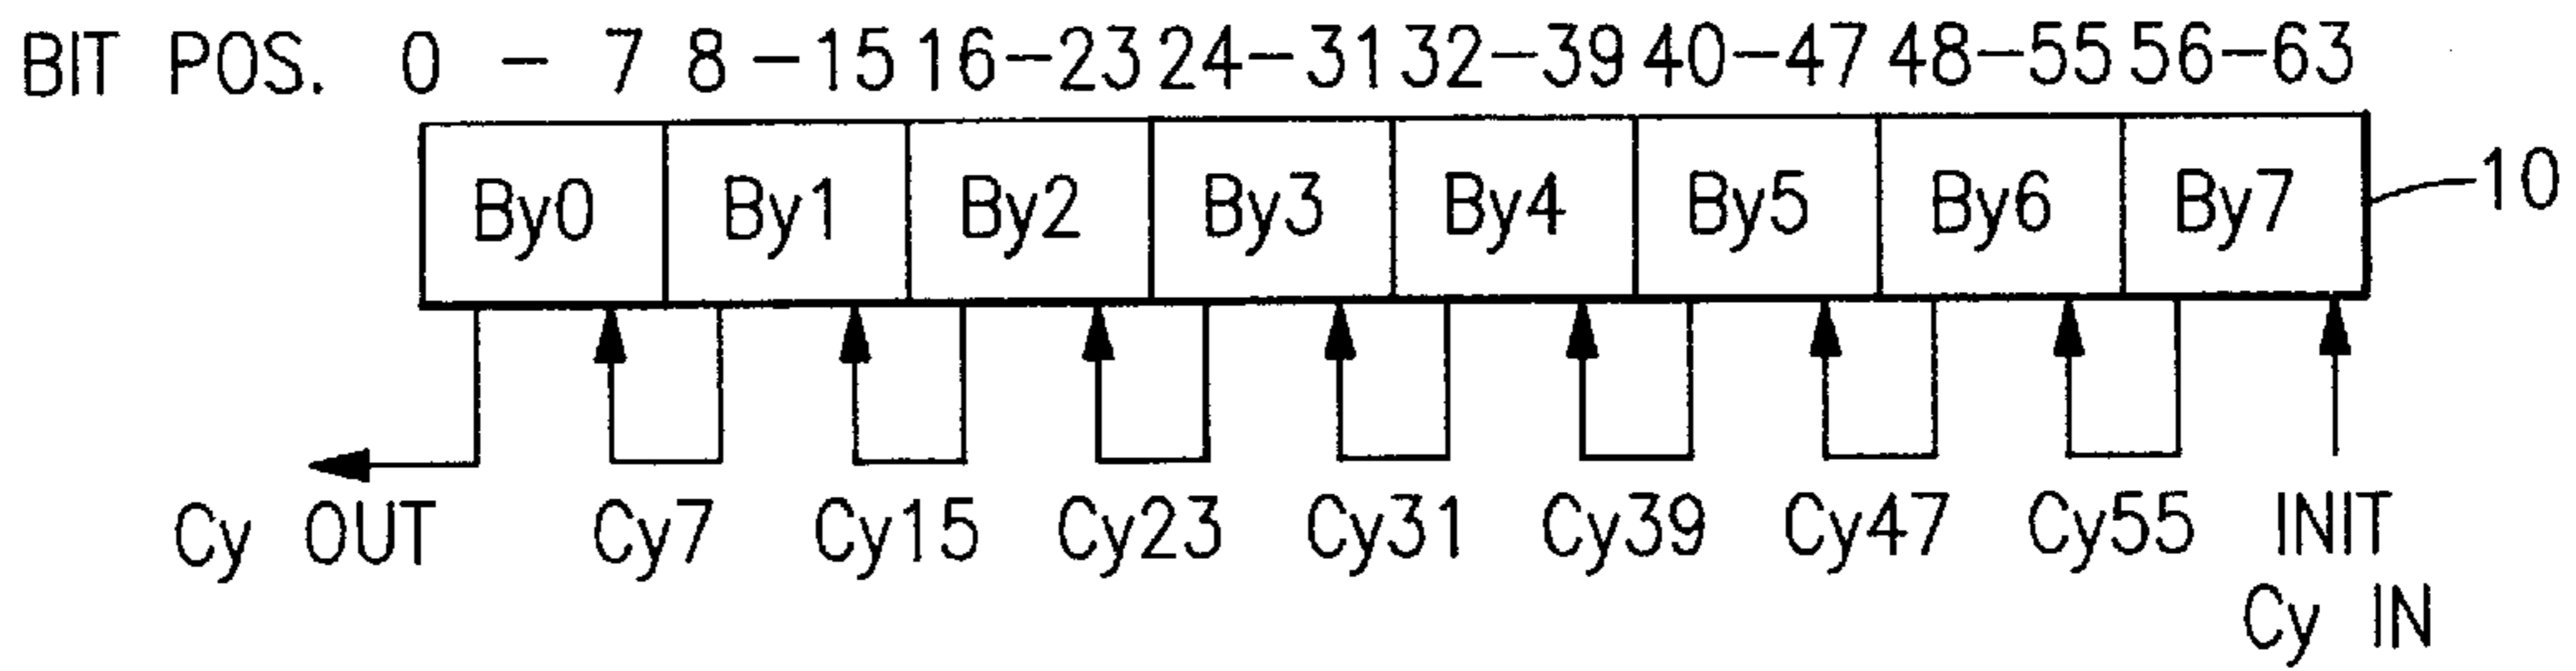 BIT POS. 0 - 7 8-15 16-23 24-31 32-39 40-47 48-55 56-63
By0 By1 By2 By3 By4 By5 By6 By7 10
Cy OUT Cy7 Cy15 Cy23 Cy31 Cy39 Cy47 Cy55 INIT
Cy IN